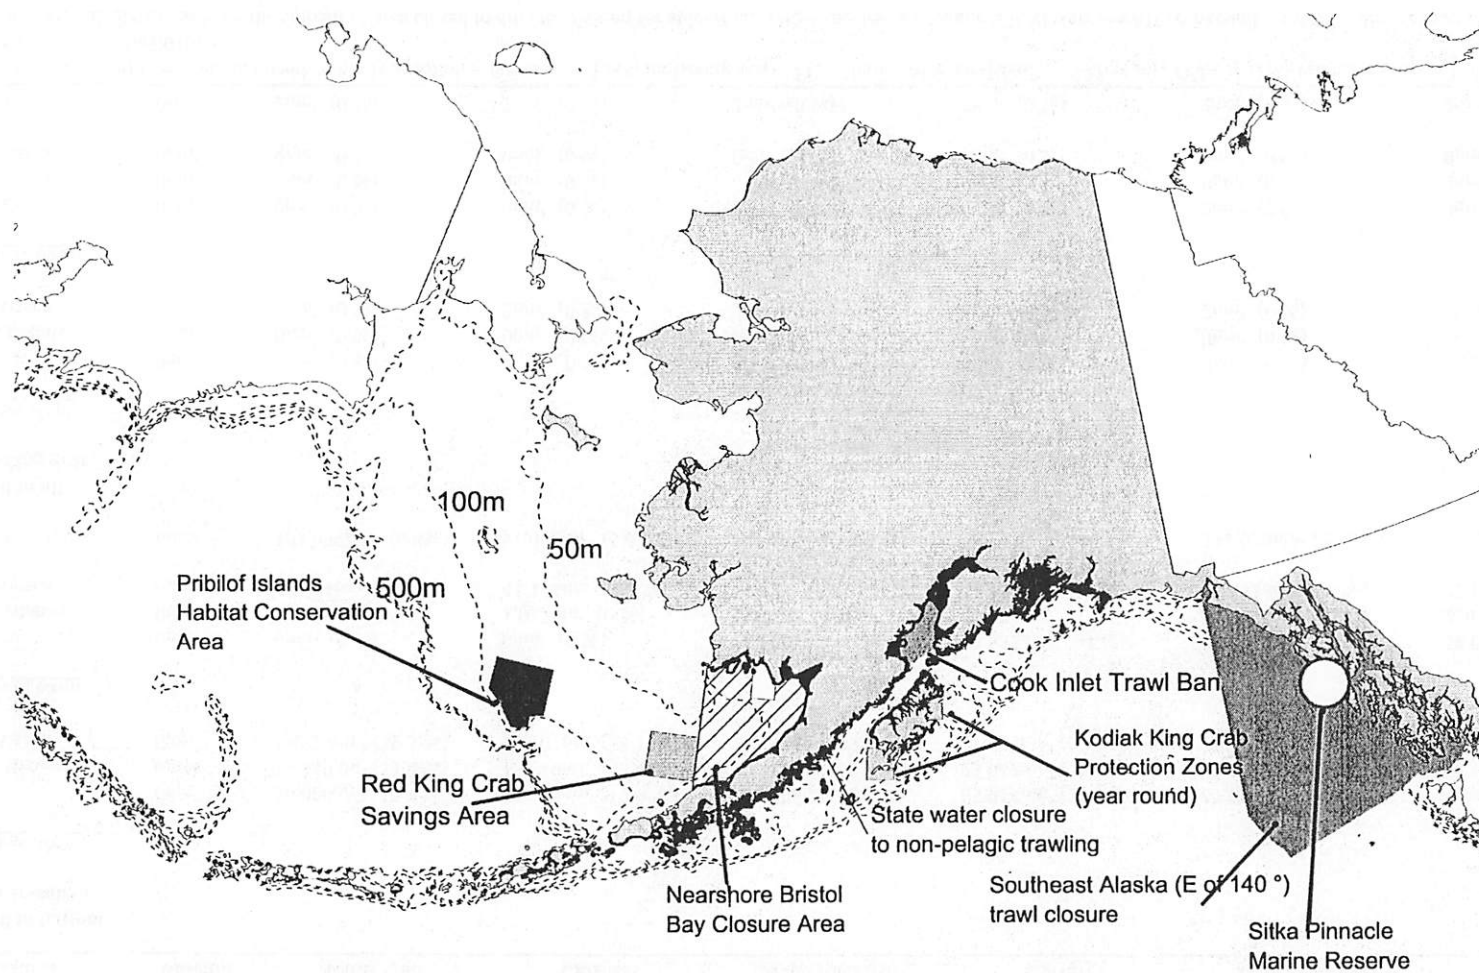 100m
50m
500m
Pribilof Islands
Habitat Conservation
Area
Cook Inlet Trawl Ban
Kodiak King Crab
Protection Zones
(year round)
Red King Crab
Savings Area
State water closure
to non-pelagic trawling
Nearshore Bristol
Bay Closure Area
Southeast Alaska (E of 140 °)
trawl closure
Sitka Pinnacle
Marine Reserve